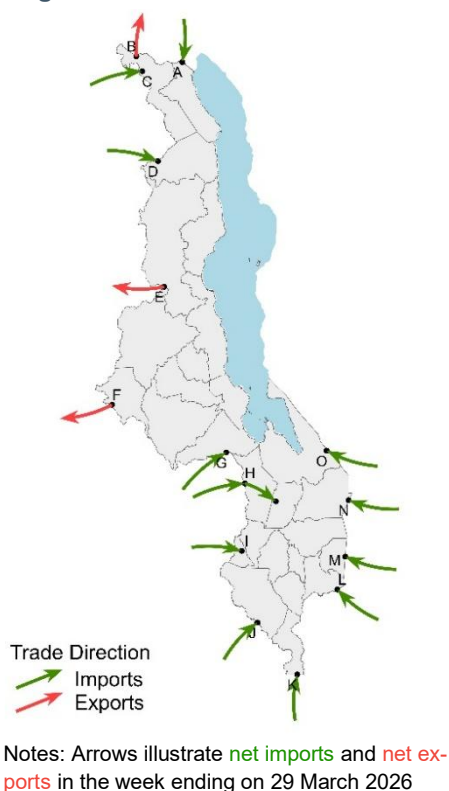 B
A
C
D
E
F
G
H
O
N
I
M
L
J
K
Trade Direction
Imports
Exports
Notes: Arrows illustrate net imports and net ex-
ports in the week ending on 29 March 2026